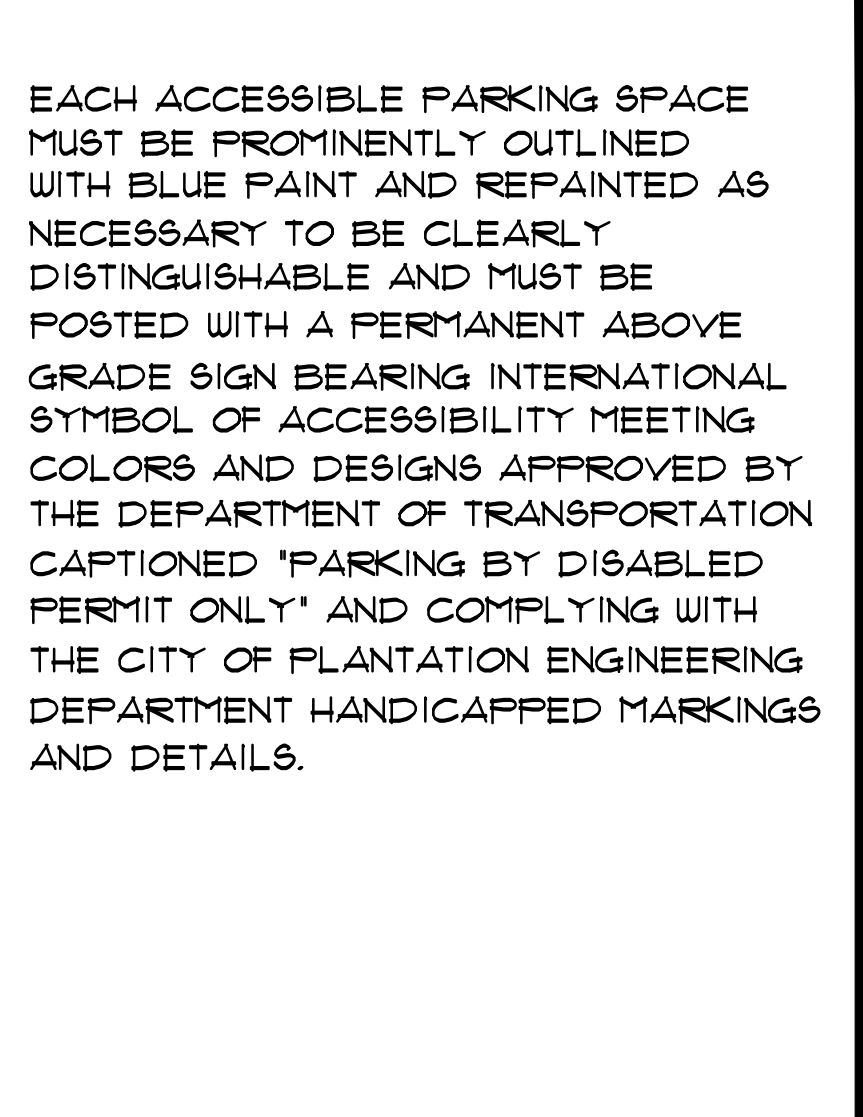 EACH ACCESSIBLE PARKING SPACE
MUST BE PROMINENTLY OUTLINED
WITH BLUE PAINT AND REPAINTED AS
NECESSARY TO BE CLEARLY
DISTINGUISHABLE AND MUST BE
POSTED WITH A PERMANENT ABOVE
GRADE SIGN BEARING INTERNATIONAL
SYMBOL OF ACCESSIBILITY MEETING
COLORS AND DESIGNS APPROVED BY
THE DEPARTMENT OF TRANSPORTATION
CAPTIONED "PARKING BY DISABLED
PERMIT ONLY" AND COMPLYING WITH
THE CITY OF PLANTATION ENGINEERING
DEPARTMENT HANDICAPPED MARKINGS
AND DETAILS.